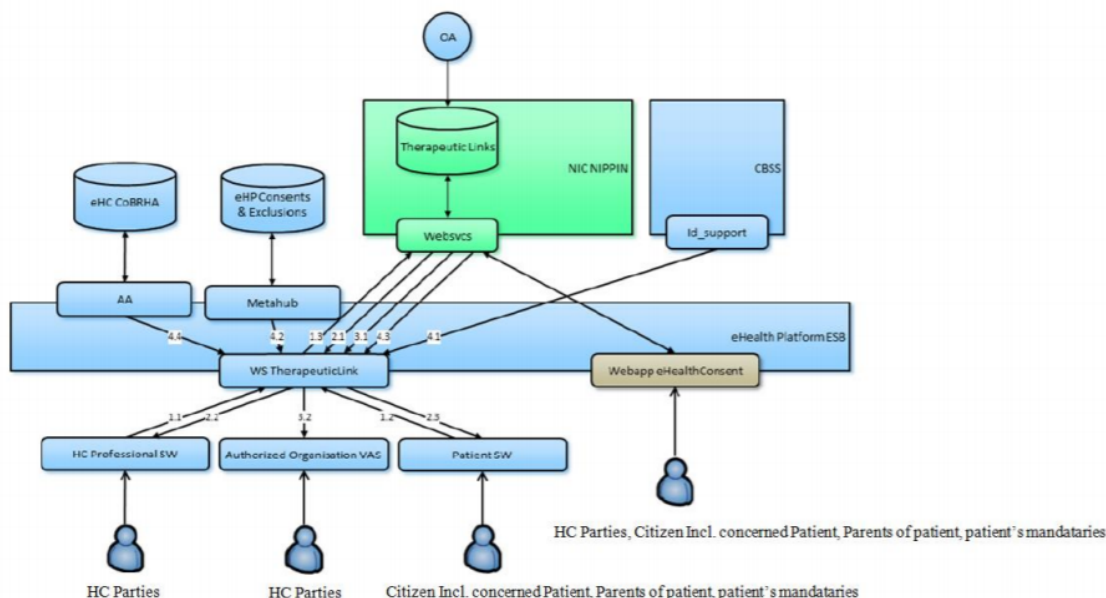 OA
Therapeutic Links
NIC NIPPIN
CBSS
eHC CoBRHA
eHP Consents
& Exclusions
Websvcs
Id_support
AA
Metahub
4.4
4.2
1.3
2.1
3.1
4.3
4.1
eHealth Platform ESB
WS TherapeuticLink
Webapp eHealthConsent
1.1
2.2
3.2
1.2
2.3
HC Professional SW
Authorized Organisation VAS
Patient SW
HC Parties, Citizen Incl. concerned Patient, Parents of patient, patient's mandataries
HC Parties
HC Parties
Citizen Incl. concerned Patient, Parents of patient, patient's mandataries